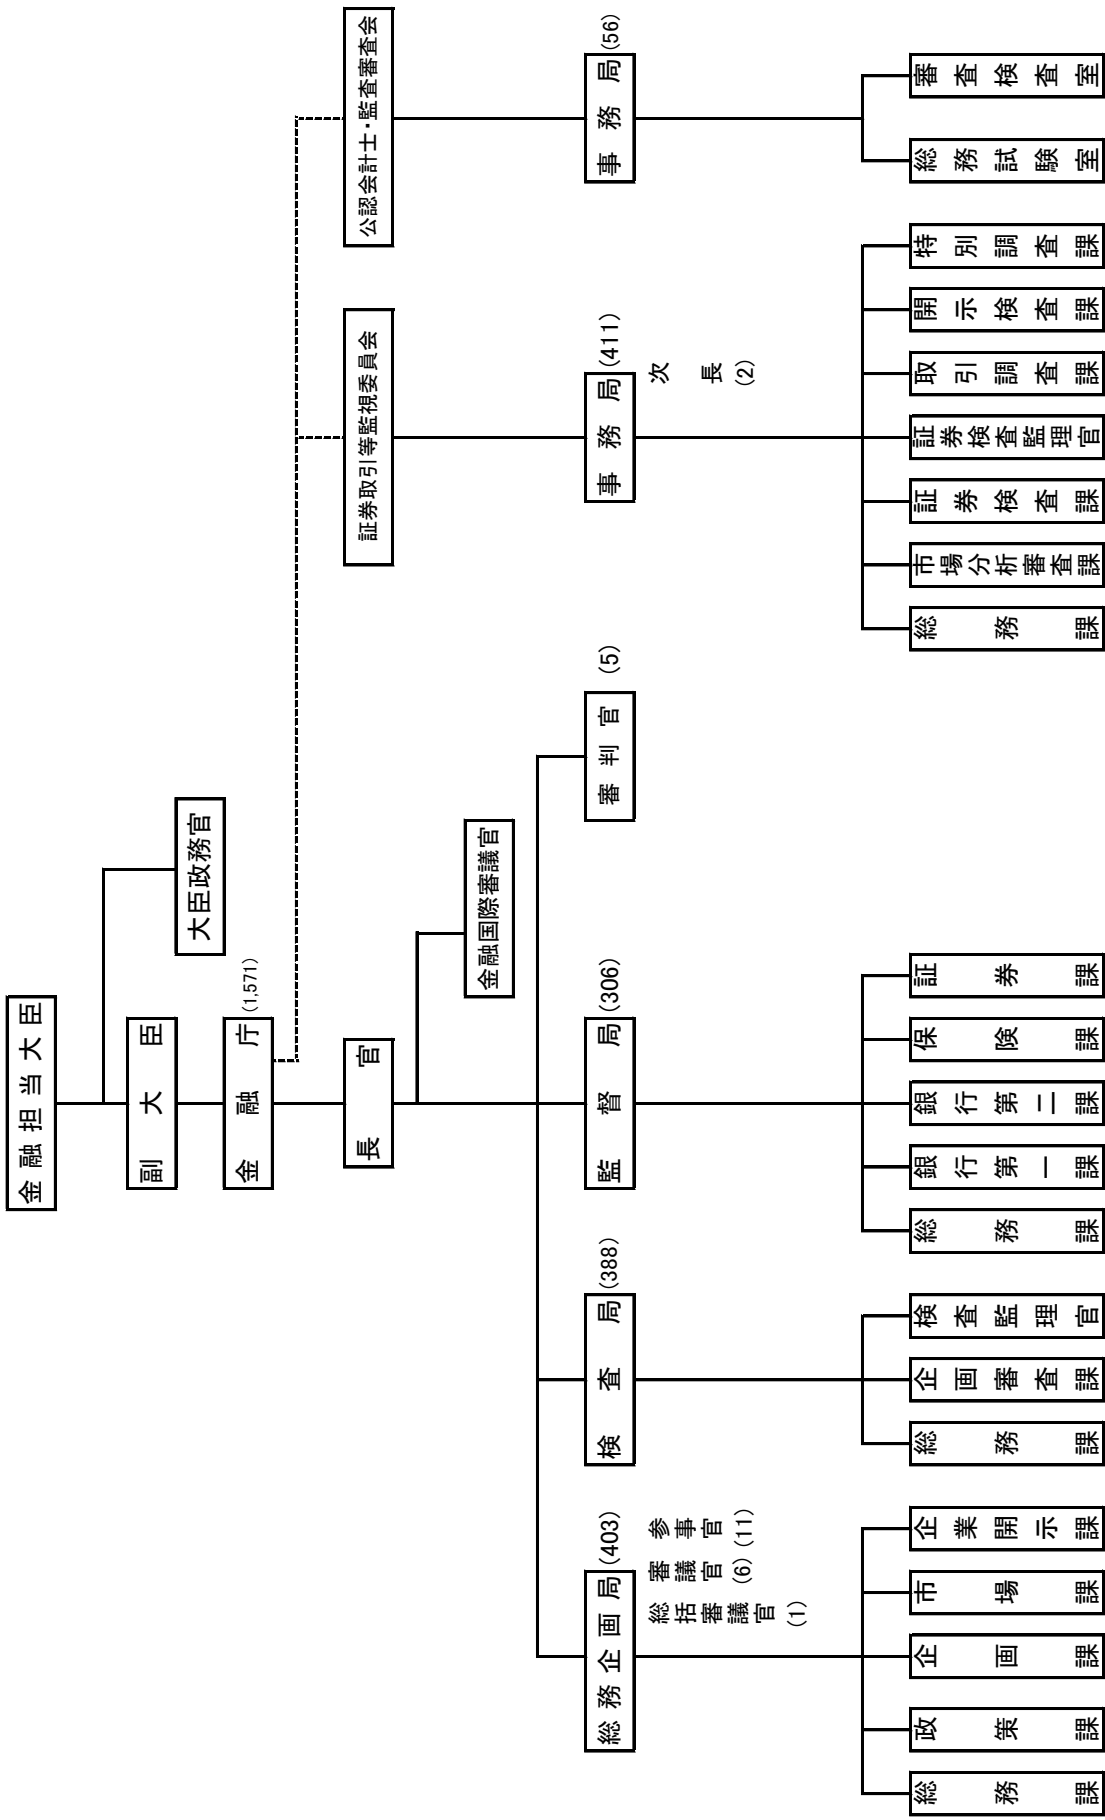 金融担当大臣
大臣政務官
副大臣
金融庁
(1,571)
長官
金融国際審議官
総務企画局
(403)
総括審議官
(1)
審議官
(6)
参事官
(11)
総務課
政策課
企画課
市場課
企業開示課
検査局
(388)
総務課
企画審査課
検査監理官
監督局
(306)
総務課
銀行第一課
銀行第二課
保険課
証券課
審判官
(5)
証券取引等監視委員会
事務局
(411)
次長
(2)
総務課
市場分析審査課
証券検査課
証券検査監理官
取引調査課
開示検査課
特別調査課
公認会計士・監査審査会
事務局
(56)
総務試験室
審査検査室